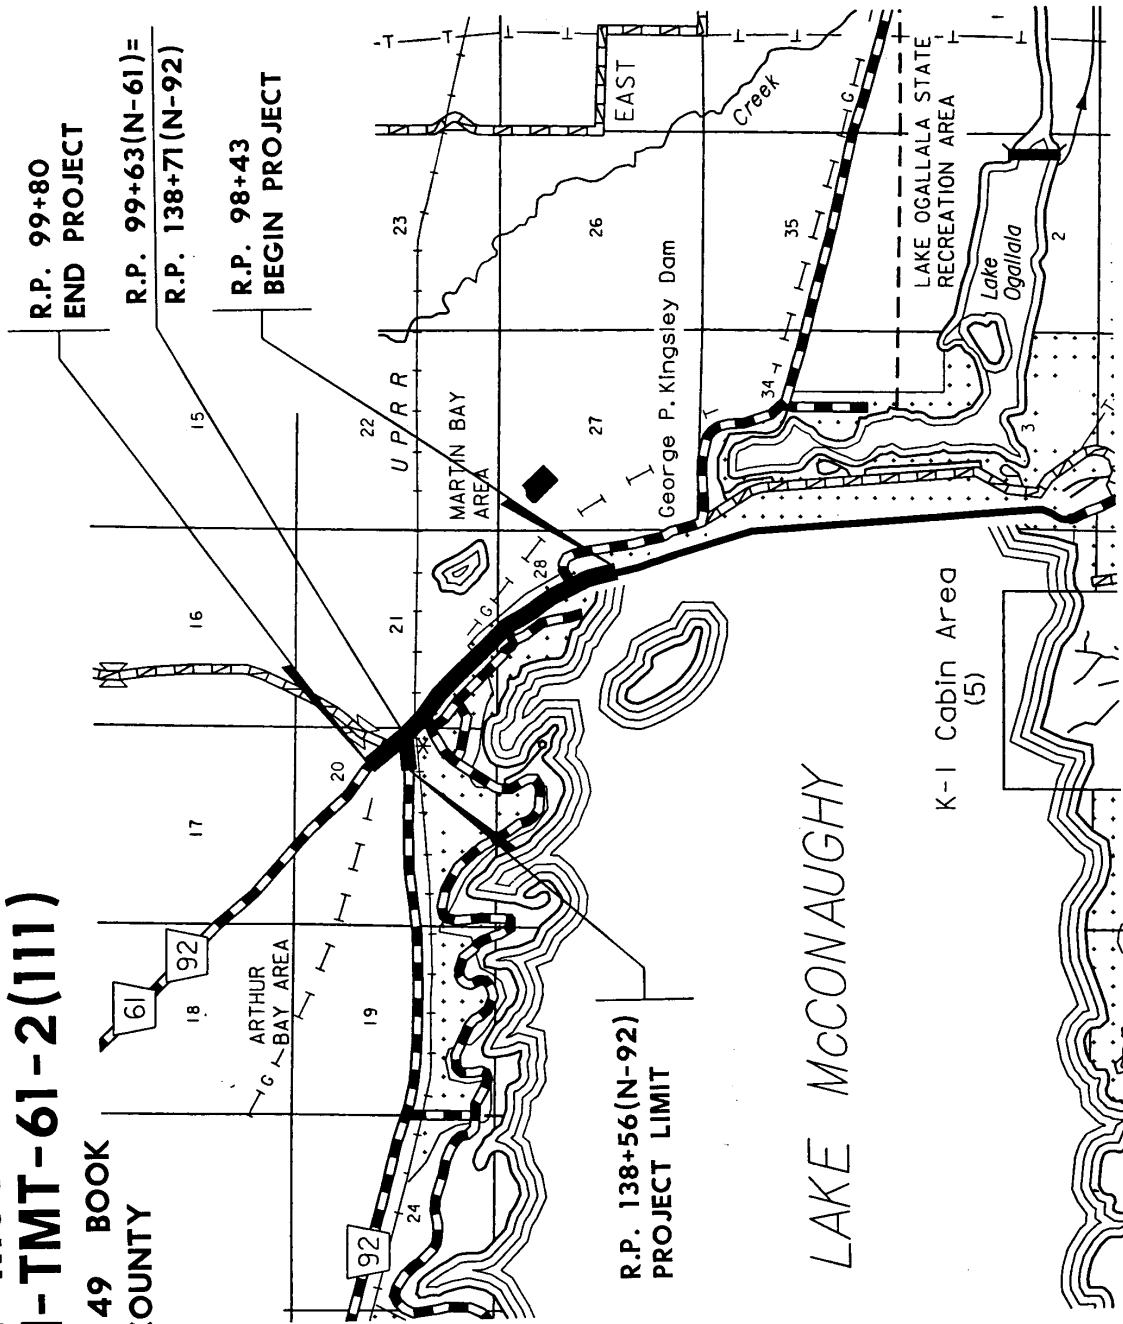 -TMT-61-2(111)
49 BOOK
COUNTY
R.P. 99+80
END PROJECT
R.P. 99+63(N-61)=
R.P. 138+71(N-92)
R.P. 98+43
BEGIN PROJECT
R.P. 138+56(N-92)
PROJECT LIMIT
61
92
92
15
16
17
18
19
20
21
22
23
24
26
27
28
34
35
2
3
ARTHUR
BAY AREA
G
G
G
T
T
UPRR
MARTIN BAY
AREA
EAST
Creek
George P. Kingsley Dam
LAKE OGALLALA STATE
RECREATION AREA
Lake
Ogallala
K-1 Cabin Area
(5)
LAKE McCONAUGHY